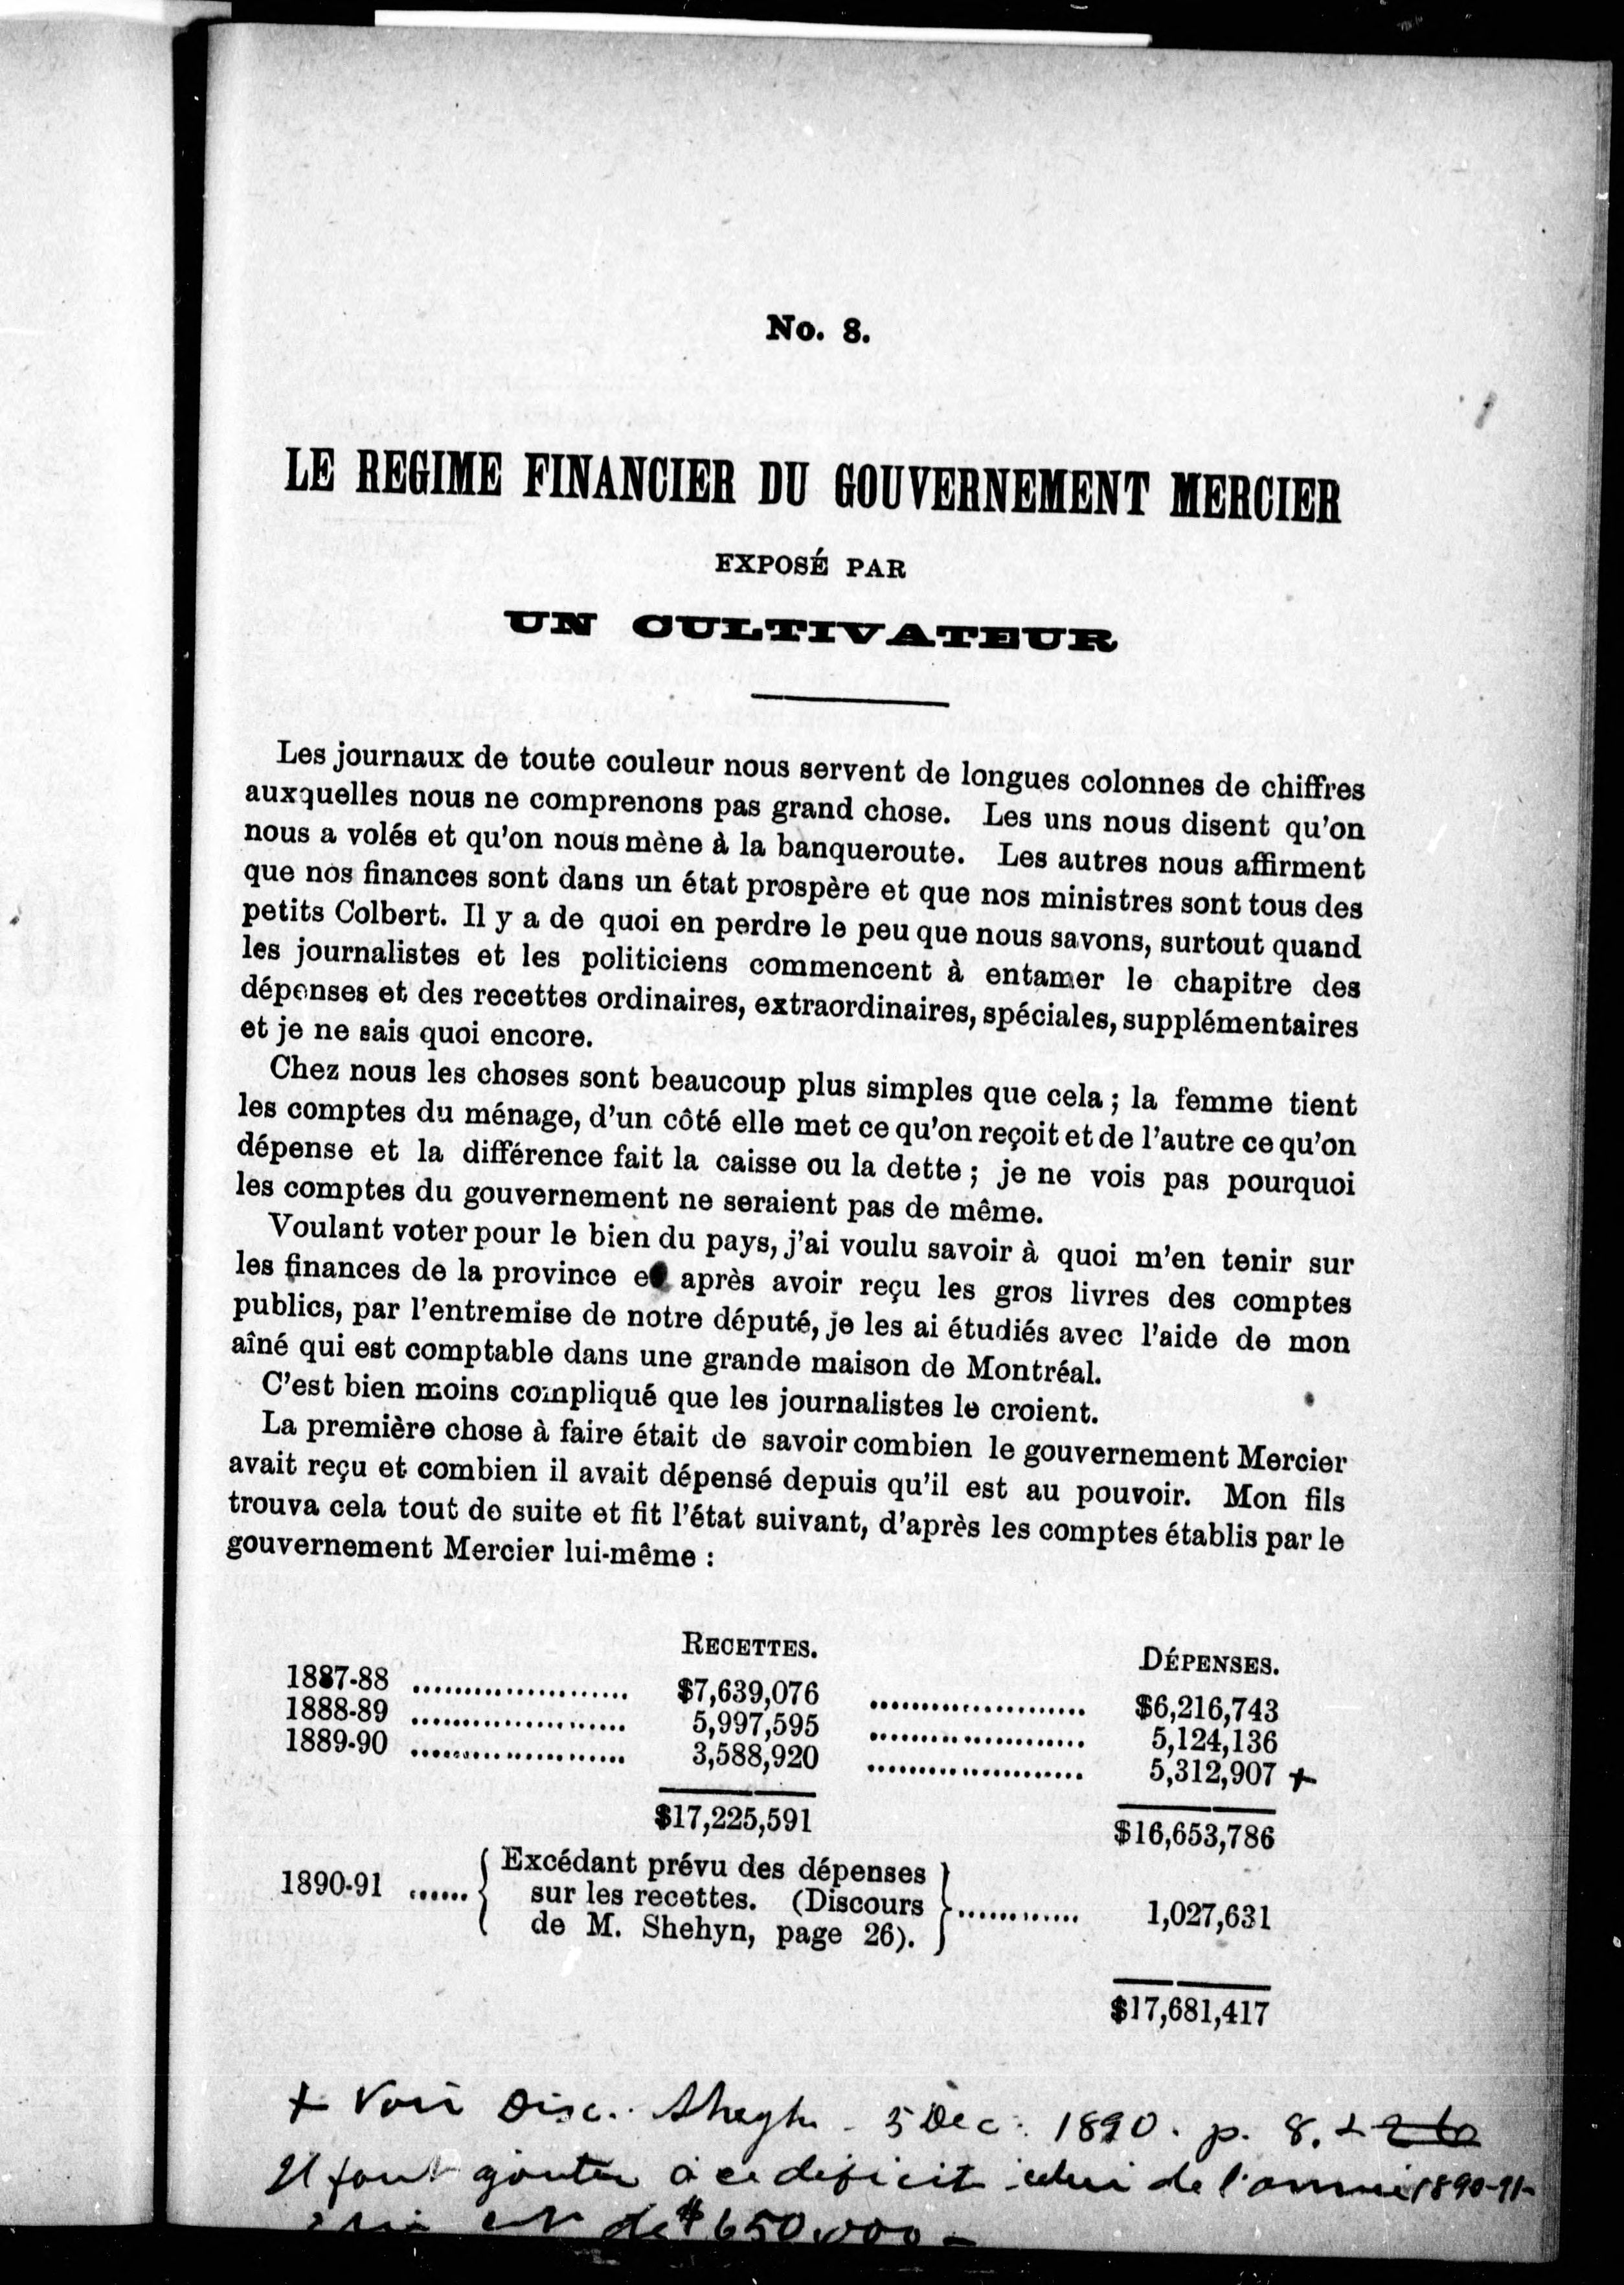 No. 8.
LE REGIME FINANCIER DU GOUVERNEMENT MERCIER
EXPOSÉ PAR
UN CULTIVATEUR
Les journaux de toute couleur nous servent de longues colonnes de chiffres
auxquelles nous ne comprenons pas grand chose. Les uns nous disent qu'on
nous a volés et qu'on nous mène à la banqueroute. Les autres nous affirment
que nos finances sont dans un état prospère et que nos ministres sont tous des
petits Colbert. Il y a de quoi en perdre le peu que nous savons, surtout quand
les journalistes et les politiciens commencent à entamer le chapitre des
dépenses et des recettes ordinaires, extraordinaires, spéciales, supplémentaires
et je ne sais quoi encore.
Chez nous les choses sont beaucoup plus simples que cela ; la femme tient
les comptes du ménage, d'un côté elle met ce qu'on reçoit et de l'autre ce qu'on
dépense et la différence fait la caisse ou la dette ; je ne vois pas pourquoi
les comptes du gouvernement ne seraient pas de même.
Voulant voter pour le bien du pays, j'ai voulu savoir à quoi m'en tenir sur
les finances de la province et après avoir reçu les gros livres des comptes
publics, par l'entremise de notre député, je les ai étudiés avec l'aide de mon
aîné qui est comptable dans une grande maison de Montréal.
C'est bien moins compliqué que les journalistes le croient.
La première chose à faire était de savoir combien le gouvernement Mercier
avait reçu et combien il avait dépensé depuis qu'il est au pouvoir. Mon fils
trouva cela tout de suite et fit l'état suivant, d'après les comptes établis par le
gouvernement Mercier lui-même :
RECETTES. DÉPENSES.
1887-88 ..................... $7,639,076 ..................... $6,216,743
1888-89 ..................... 5,997,595 ..................... 5,124,136
1889-90 ..................... 3,588,920 ..................... 5,312,907 +
$17,225,591 $16,653,786
1890-91 ...... { Excédant prévu des dépenses
sur les recettes. (Discours
de M. Shehyn, page 26). } ............ 1,027,631
$17,681,417
+ Voir Disc. 5 Dec: 1890. p. 8.
Il faut ajouter à ce deficit celui de l'année 1890-91-
est de $650.000 -